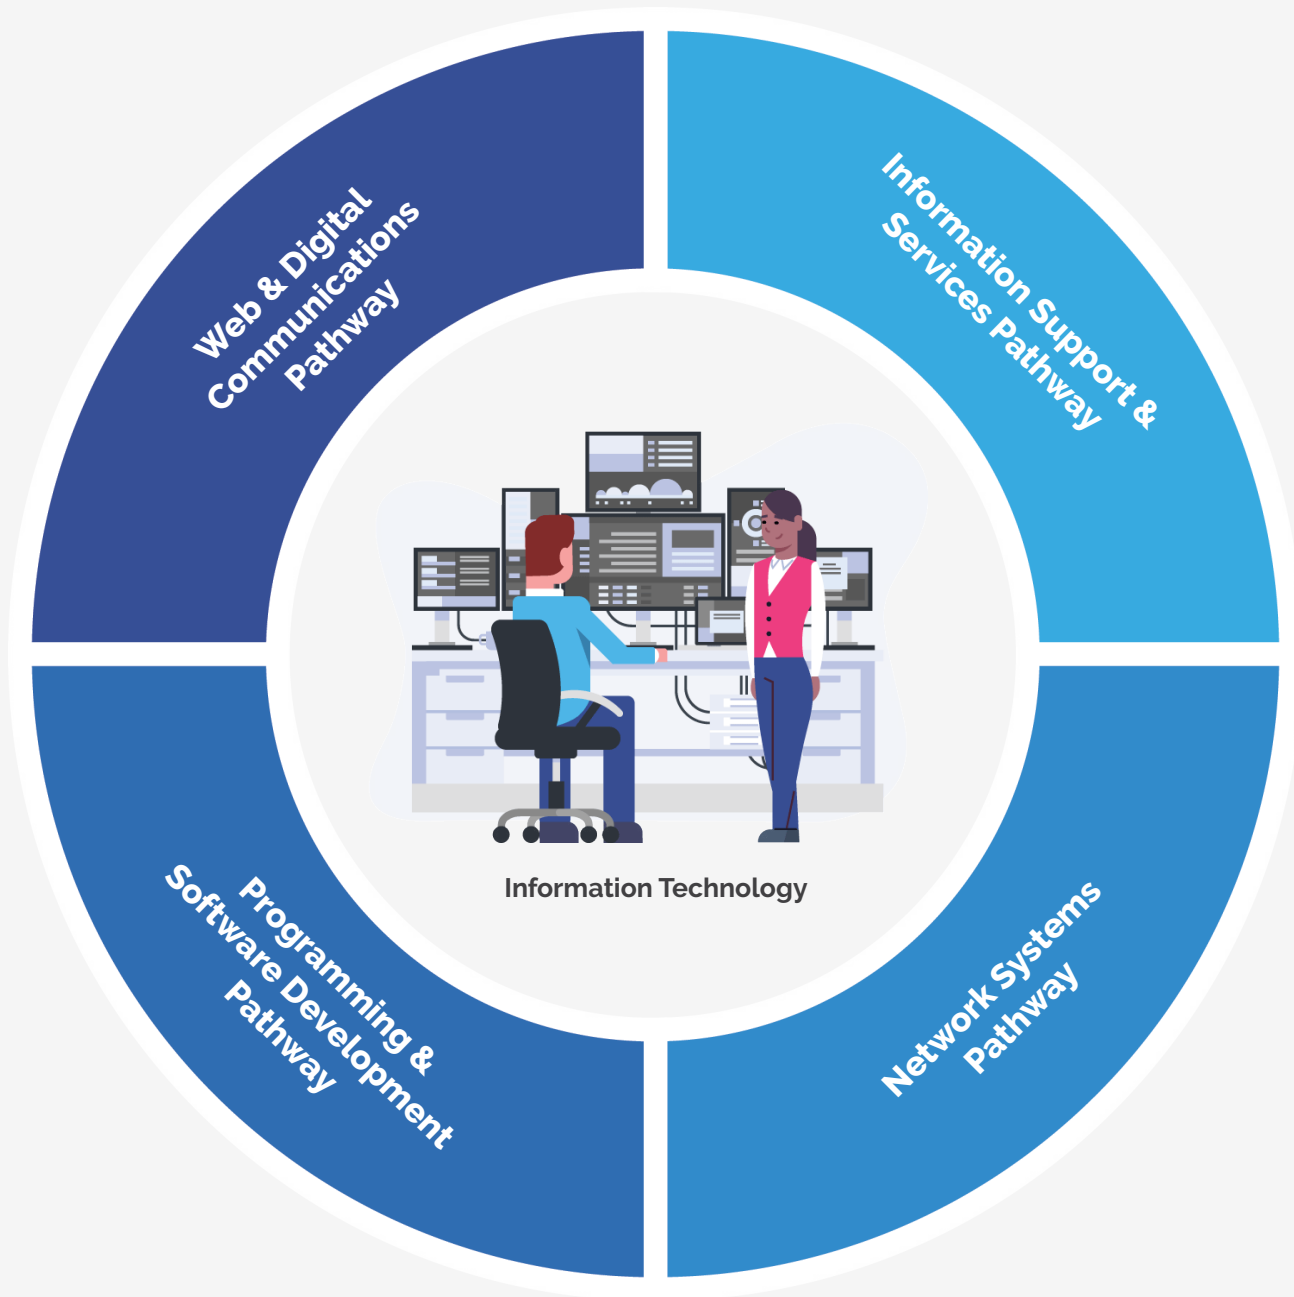 Web & Digital
Communications
Pathway
Information Support &
Services Pathway
Information Technology
Programming &
Software Development
Pathway
Network Systems
Pathway